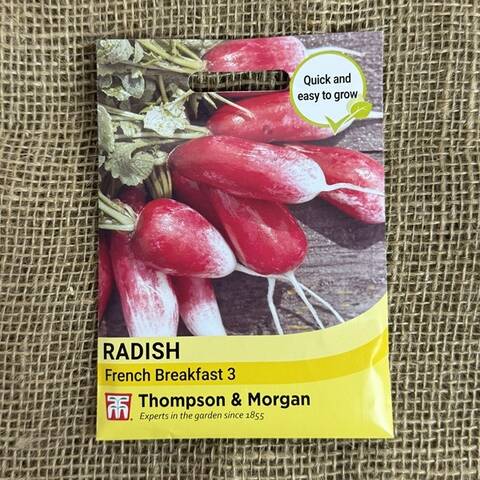 Quick and
easy to grow
RADISH
French Breakfast 3
Thompson & Morgan
Experts in the garden since 1855